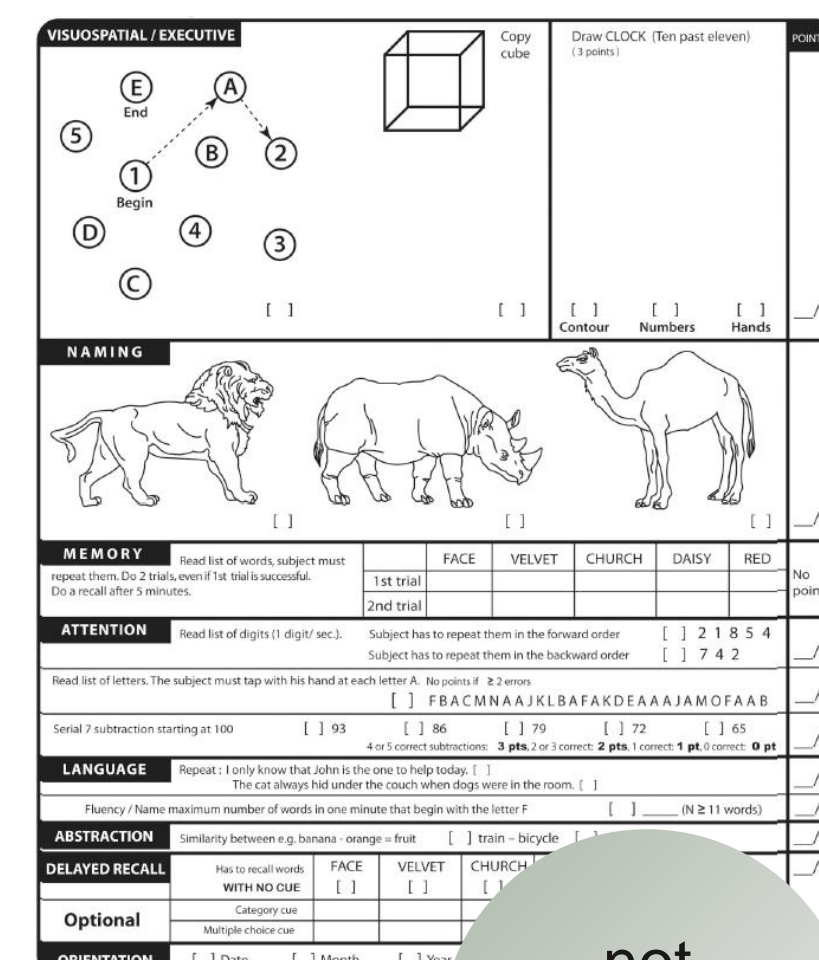 VISUOSPATIAL / EXECUTIVE
Copy cube
Draw CLOCK (Ten past eleven)
( 3 points )
E
End
A
5
B
2
1
Begin
D
4
3
C
[ ] [ ] [ ] [ ] [ ]
Contour Numbers Hands
NAMING
[ ] [ ] [ ]
MEMORY
Read list of words, subject must
repeat them. Do 2 trials, even if 1st trial is successful.
Do a recall after 5 minutes.
FACE VELVET CHURCH DAISY RED
1st trial
2nd trial
No
ATTENTION
Read list of digits (1 digit/ sec.). Subject has to repeat them in the forward order [ ] 2 1 8 5 4
Subject has to repeat them in the backward order [ ] 7 4 2
Read list of letters. The subject must tap with his hand at each letter A. No points if ≥ 2 errors
[ ] F B A C M N A A J K L B A F A K D E A A A J A M O F A A B
Serial 7 subtraction starting at 100 [ ] 93 [ ] 86 [ ] 79 [ ] 72 [ ] 65
4 or 5 correct subtractions: 3 pts, 2 or 3 correct: 2 pts, 1 correct: 1 pt, 0 correct: 0 pt
LANGUAGE
Repeat : I only know that John is the one to help today. [ ]
The cat always hid under the couch when dogs were in the room. [ ]
Fluency / Name maximum number of words in one minute that begin with the letter F [ ] _____ (N ≥ 11 words)
ABSTRACTION
Similarity between e.g. banana - orange = fruit [ ] train – bicycle [
DELAYED RECALL
Has to recall words
WITH NO CUE
FACE VELVET CHURCH
[ ] [ ] [ ]
Optional
Category cue
Multiple choice cue
ORIENTATION [ ] Date [ ] Month [ ] Year
not